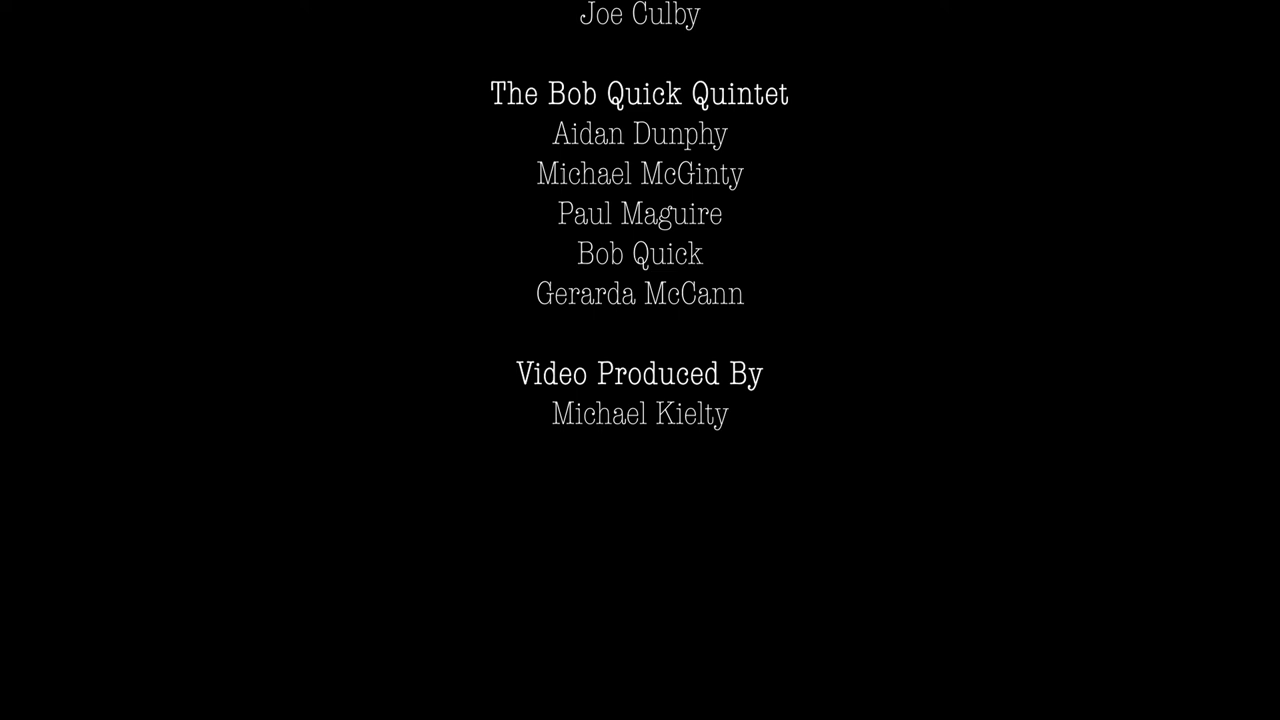 Joe Culby
The Bob Quick Quintet
Aidan Dunphy
Michael McGinty
Paul Maguire
Bob Quick
Gerarda McCann
Video Produced By
Michael Kielty